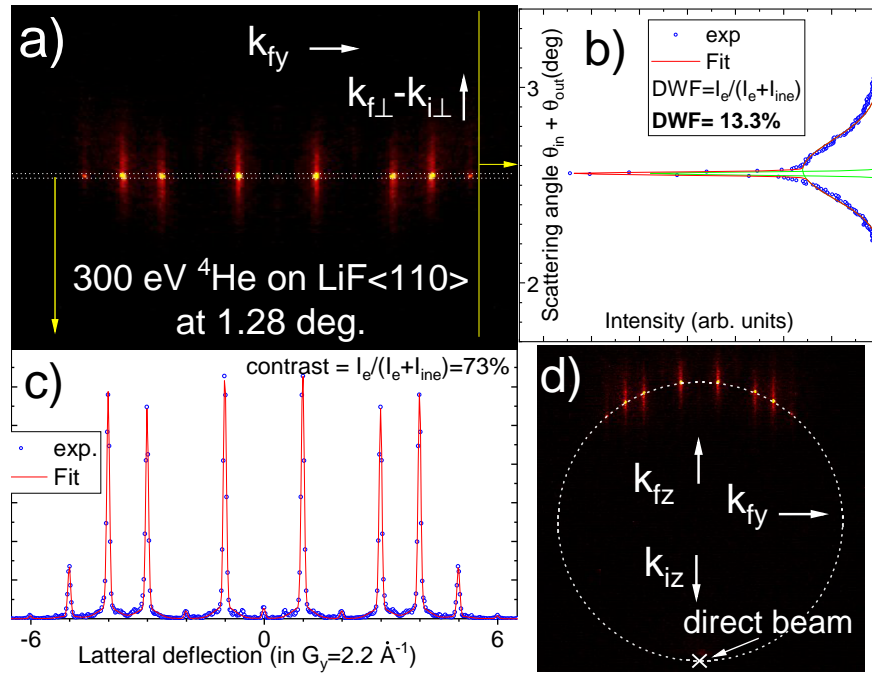 a)
k_fy
k_f⊥-k_i⊥
300 eV ⁴He on LiF<110>
at 1.28 deg.
b)
exp
Fit
DWF=I_e/(I_e+I_ine)
DWF= 13.3%
3
2
Scattering angle θ_in + θ_out(deg)
Intensity (arb. units)
c)
contrast = I_e/(I_e+I_ine)=73%
exp.
Fit
-6
0
6
Latteral deflection (in G_y=2.2 Å⁻¹)
d)
k_fz
k_fy
k_iz
direct beam